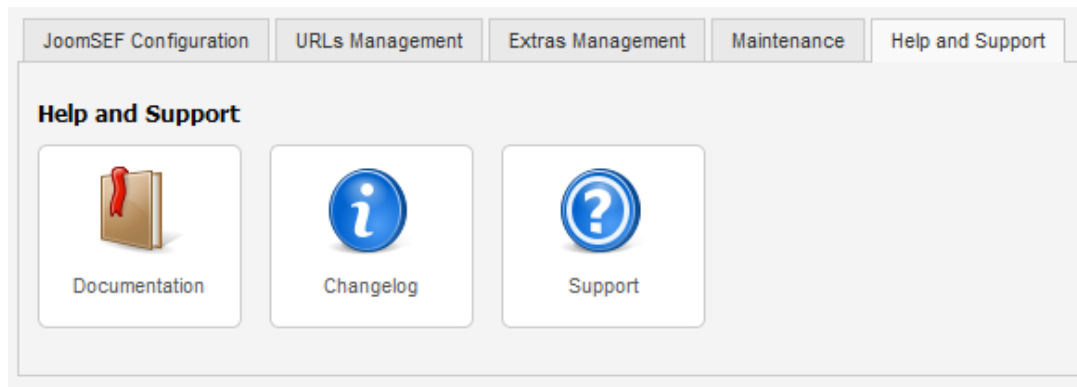 JoomSEF Configuration URLs Management Extras Management Maintenance Help and Support
Help and Support
Documentation Changelog Support